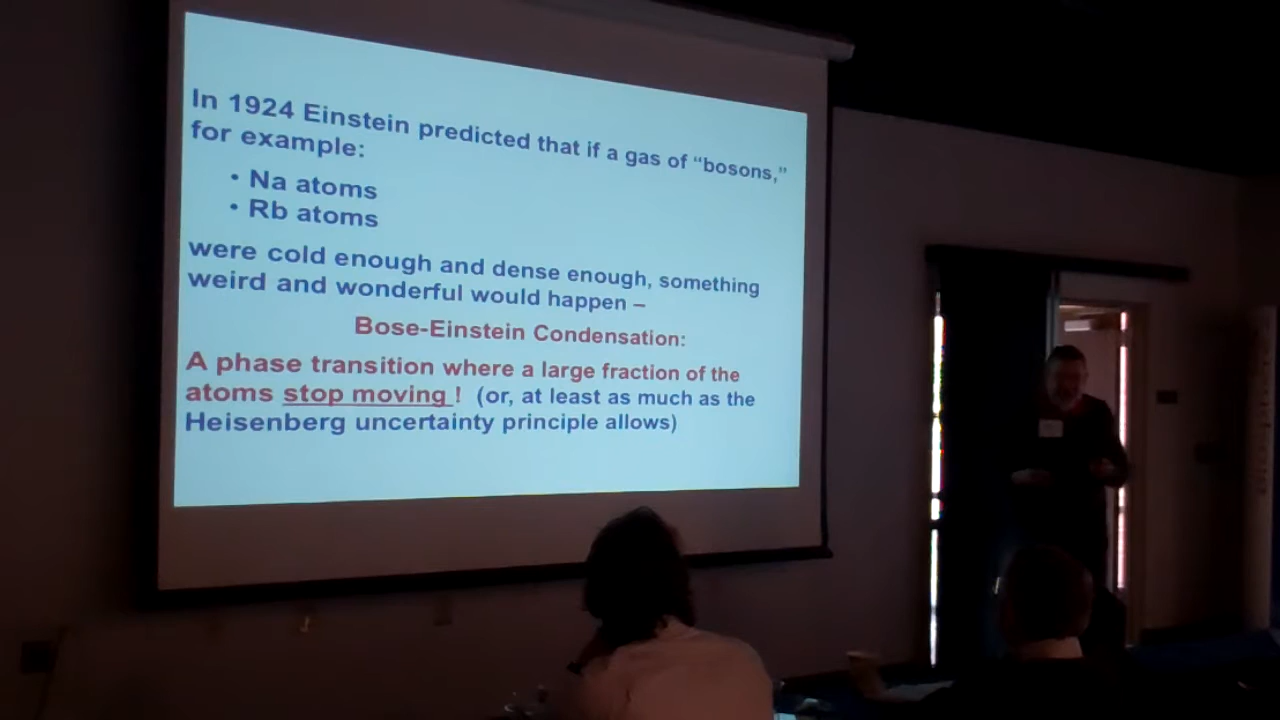 In 1924 Einstein predicted that if a gas of “bosons,”
for example:
• Na atoms
• Rb atoms
were cold enough and dense enough, something
weird and wonderful would happen –
Bose-Einstein Condensation:
A phase transition where a large fraction of the
atoms stop moving ! (or, at least as much as the
Heisenberg uncertainty principle allows)